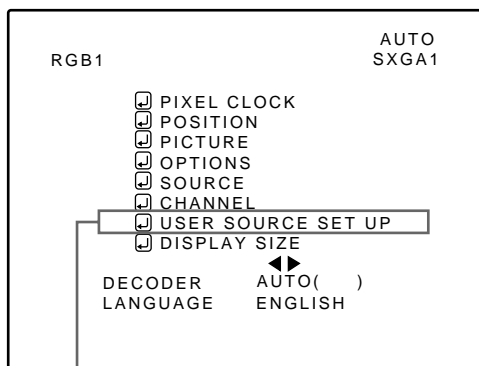 AUTO
RGB1 SXGA1
PIXEL CLOCK
POSITION
PICTURE
OPTIONS
SOURCE
CHANNEL
USER SOURCE SET UP
DISPLAY SIZE
DECODER AUTO( )
LANGUAGE ENGLISH